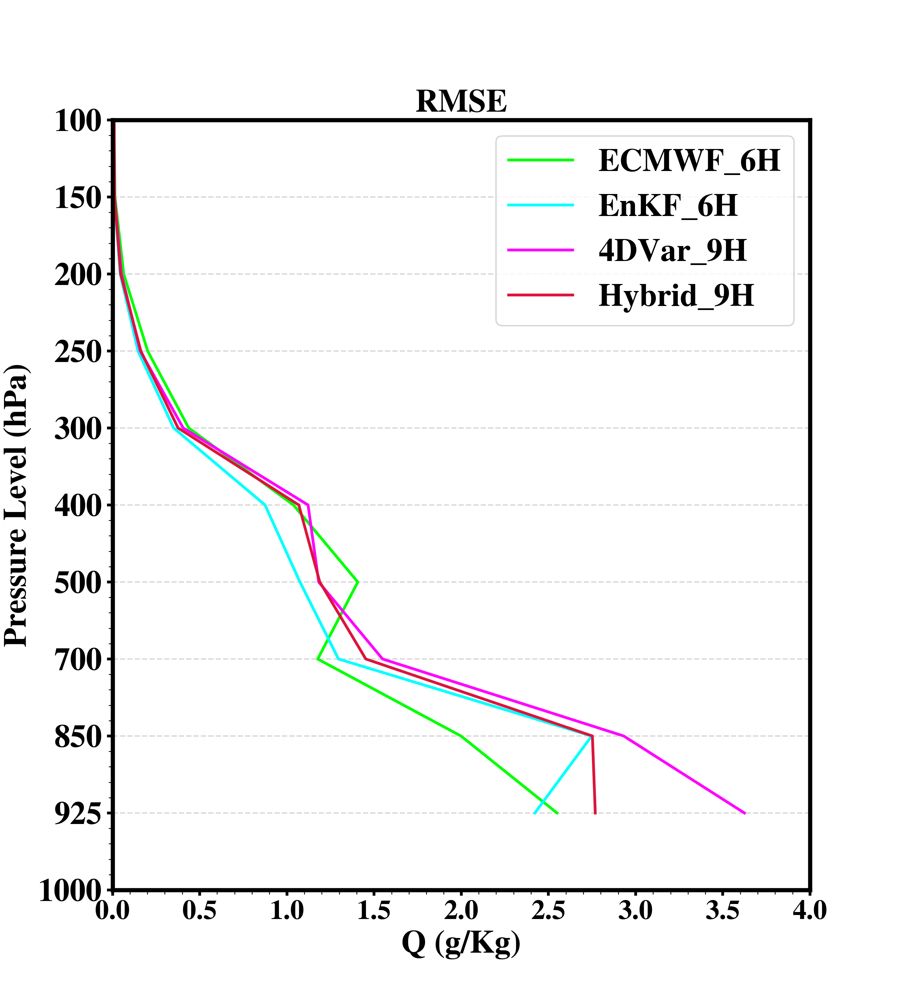 RMSE
100
150
200
250
300
400
500
700
850
925
1000
Pressure Level (hPa)
ECMWF_6H
EnKF_6H
4DVar_9H
Hybrid_9H
0.0 0.5 1.0 1.5 2.0 2.5 3.0 3.5 4.0
Q (g/Kg)